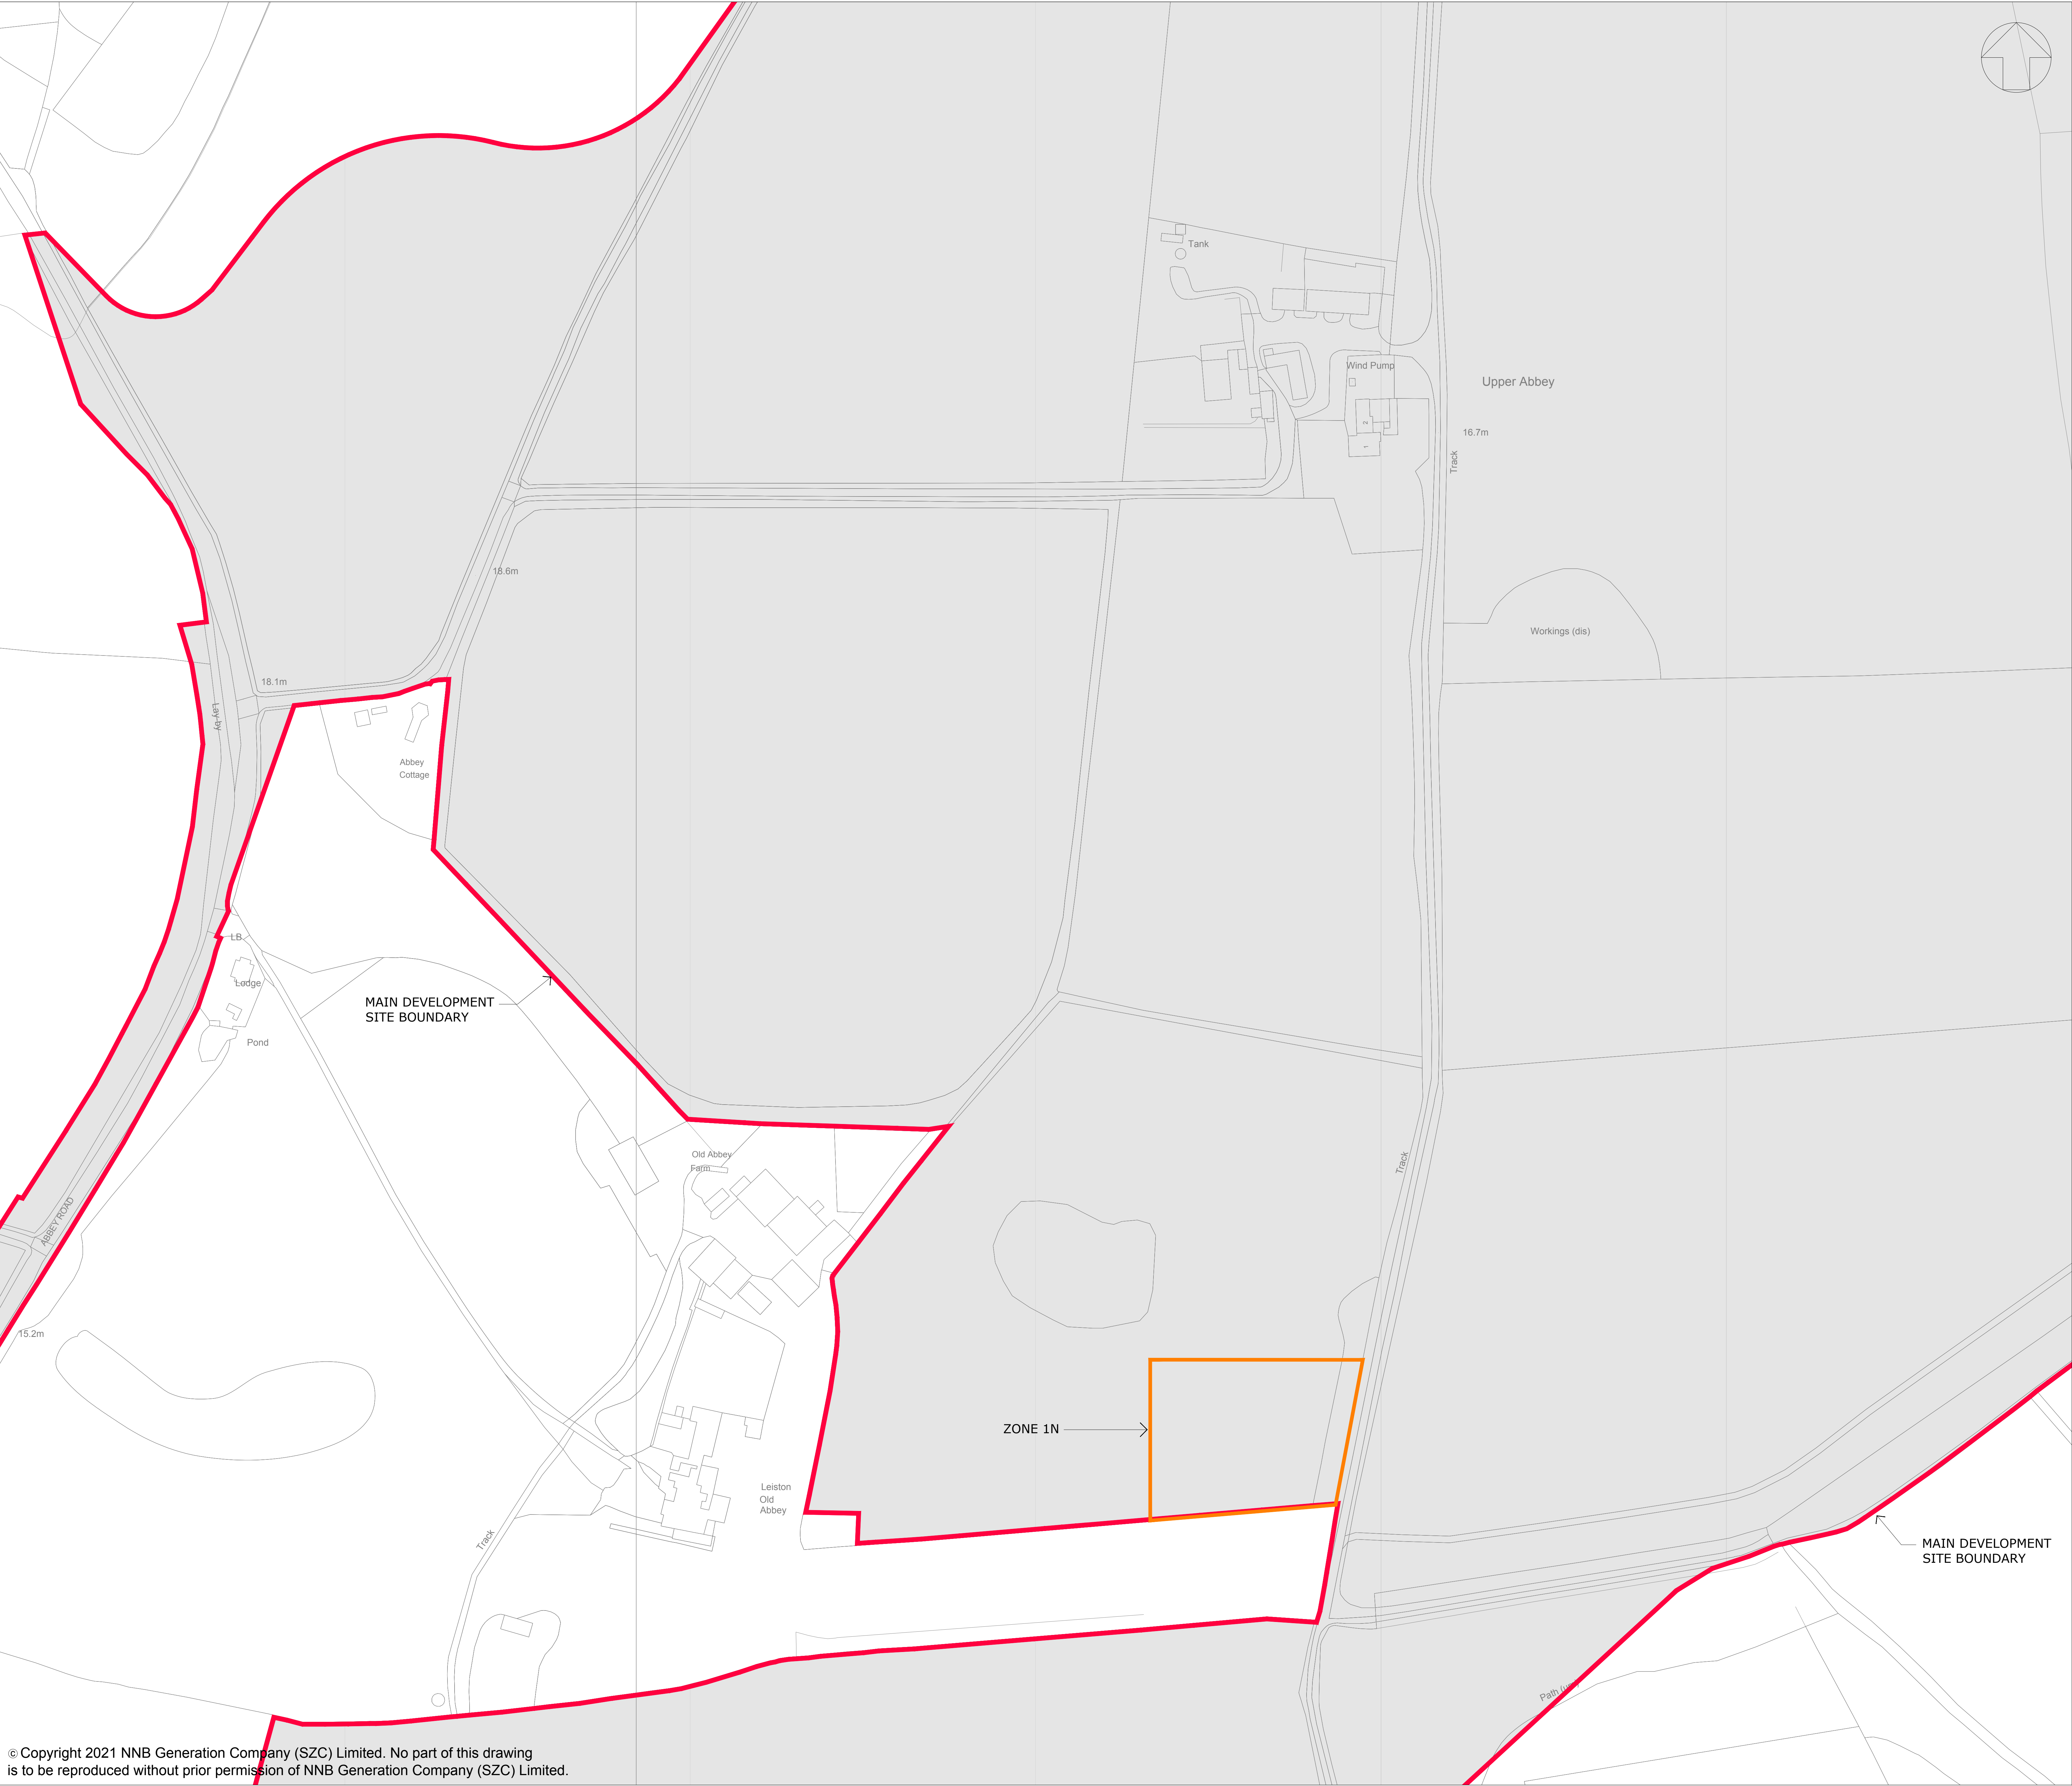 Tank
Wind Pump
Upper Abbey
2
1
16.7m
Track
18.6m
Workings (dis)
18.1m
Lay-by
Abbey
Cottage
LB
Lodge
MAIN DEVELOPMENT
SITE BOUNDARY
Pond
Old Abbey
Farm
Track
ABBEY ROAD
15.2m
ZONE 1N
Leiston
Old
Abbey
Track
MAIN DEVELOPMENT
SITE BOUNDARY
Path
© Copyright 2021 NNB Generation Company (SZC) Limited. No part of this drawing
is to be reproduced without prior permission of NNB Generation Company (SZC) Limited.